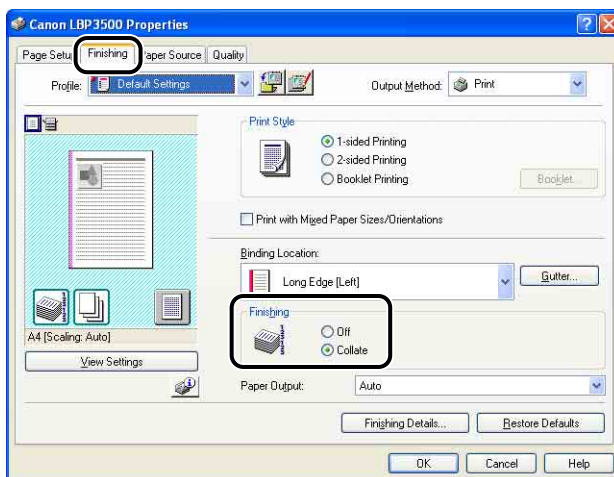 Canon LBP3500 Properties
Page Setu Finishing aper Source Quality
Profile: Default Settings Output Method: Print
Print Style
1-sided Printing
2-sided Printing
Booklet Printing Booklet...
Print with Mixed Paper Sizes/Orientations
Binding Location:
Long Edge [Left] Gutter...
Finishing
Off
A4 [Scaling: Auto] Collate
View Settings
Paper Output: Auto
Finishing Details... Restore Defaults
OK Cancel Help